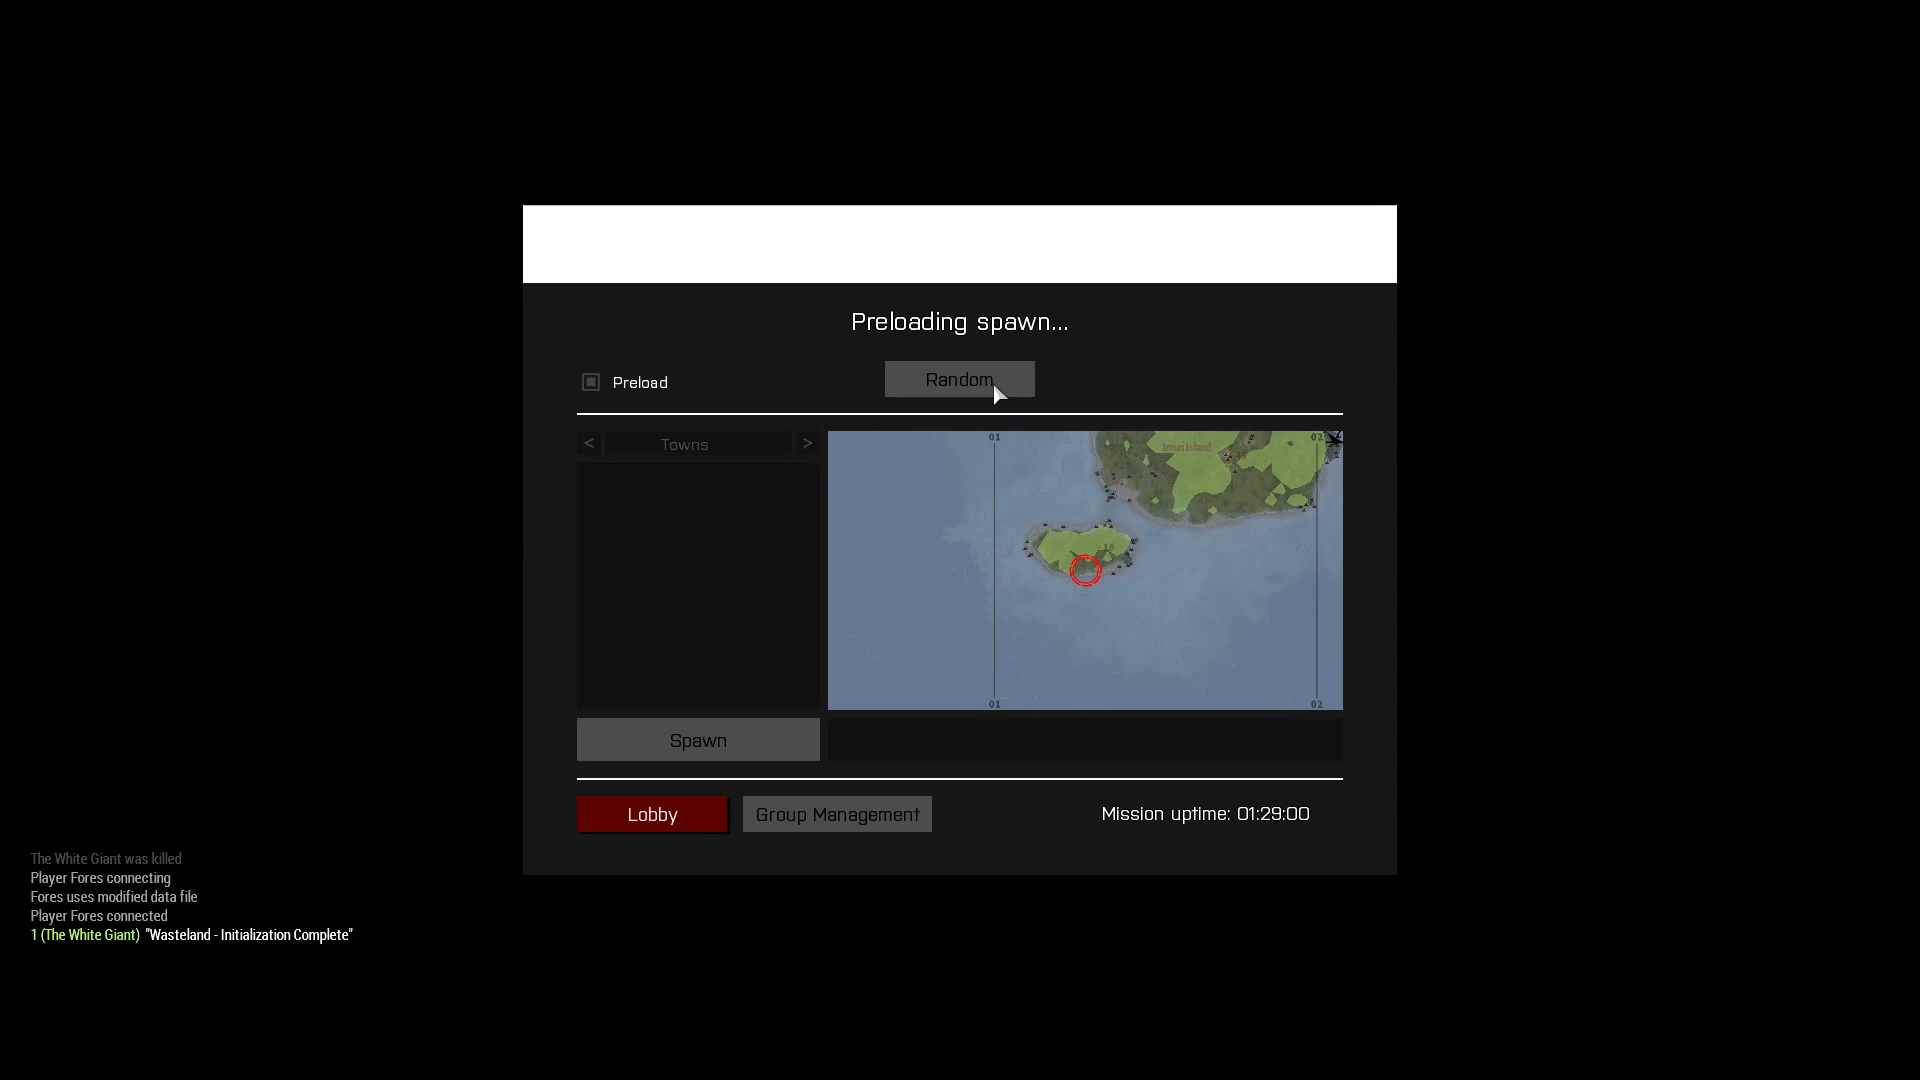 Preloading spawn...
Preload
Random
<
Towns
>
01
02
Imuri Island
16
01
02
Spawn
Lobby
Group Management
Mission uptime: 01:29:00
The White Giant was killed
Player Fores connecting
Fores uses modified data file
Player Fores connected
1 (The White Giant) "Wasteland - Initialization Complete"